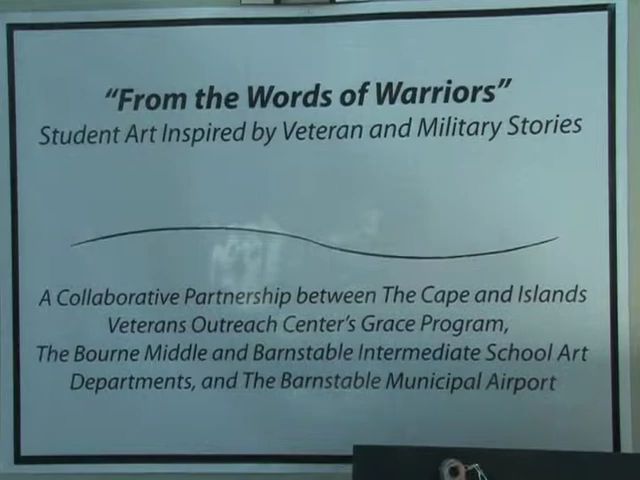 “From the Words of Warriors”
Student Art Inspired by Veteran and Military Stories
A Collaborative Partnership between The Cape and Islands
Veterans Outreach Center’s Grace Program,
The Bourne Middle and Barnstable Intermediate School Art
Departments, and The Barnstable Municipal Airport